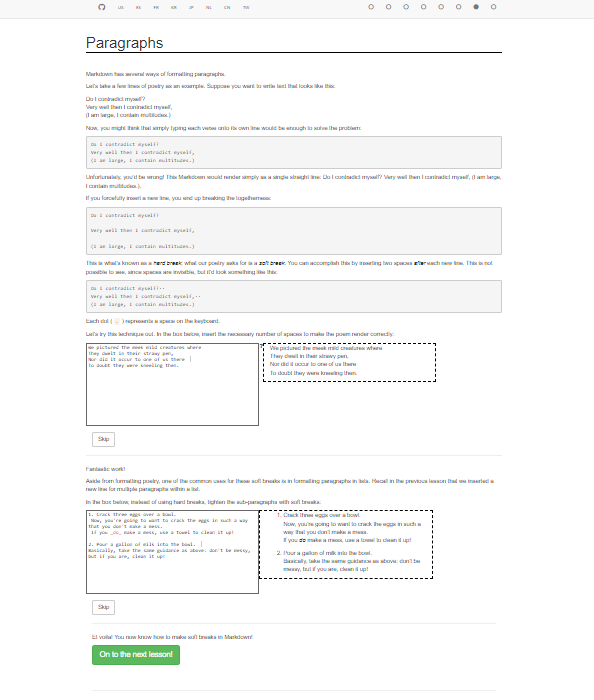 US ES FR KR JP NL CN TW
Paragraphs
Markdown has several ways of formatting paragraphs.
Let's take a few lines of poetry as an example. Suppose you want to write text that looks like this:
Do I contradict myself?
Very well then I contradict myself,
(I am large, I contain multitudes.)
Now, you might think that simply typing each verse onto its own line would be enough to solve the problem:
Do I contradict myself?
Very well then I contradict myself,
(I am large, I contain multitudes.)
Unfortunately, you'd be wrong! This Markdown would render simply as a single straight line: Do I contradict myself? Very well then I contradict myself, (I am large,
I contain multitudes.).
If you forcefully insert a new line, you end up breaking the togetherness:
Do I contradict myself?
Very well then I contradict myself,
(I am large, I contain multitudes.)
This is what's known as a hard break; what our poetry asks for is a soft break. You can accomplish this by inserting two spaces after each new line. This is not
possible to see, since spaces are invisible, but it'd look something like this:
Do I contradict myself?··
Very well then I contradict myself,··
(I am large, I contain multitudes.)
Each dot ( · ) represents a space on the keyboard.
Let's try this technique out. In the box below, insert the necessary number of spaces to make the poem render correctly:
We pictured the meek mild creatures where
They dwelt in their strawy pen,
Nor did it occur to one of us there
To doubt they were kneeling then.
We pictured the meek mild creatures where
They dwelt in their strawy pen,
Nor did it occur to one of us there
To doubt they were kneeling then.
Skip
Fantastic work!
Aside from formatting poetry, one of the common uses for these soft breaks is in formatting paragraphs in lists. Recall in the previous lesson that we inserted a
new line for multiple paragraphs within a list.
In the box below, instead of using hard breaks, tighten the sub-paragraphs with soft breaks:
1. Crack three eggs over a bowl.
Now, you're going to want to crack the eggs in such a way
that you don't make a mess.
If you _do_ make a mess, use a towel to clean it up!
2. Pour a gallon of milk into the bowl.
Basically, take the same guidance as above: don't be messy,
but if you are, clean it up!
1. Crack three eggs over a bowl.
Now, you're going to want to crack the eggs in such a
way that you don't make a mess.
If you do make a mess, use a towel to clean it up!
2. Pour a gallon of milk into the bowl.
Basically, take the same guidance as above: don't be
messy, but if you are, clean it up!
Skip
Et voila! You now know how to make soft breaks in Markdown!
On to the next lesson!